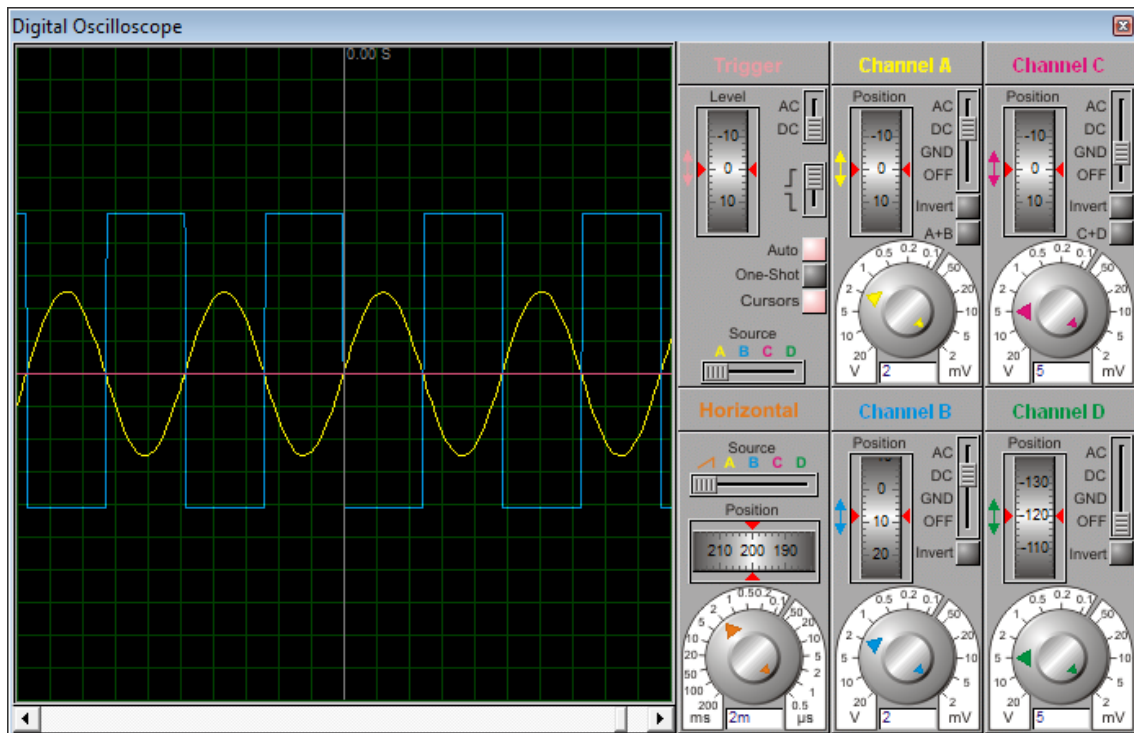 Digital Oscilloscope
0.00 S
Trigger
Level
AC
DC
-10
0
10
Auto
One-Shot
Cursors
Source
A B C D
Channel A
Position
AC
DC
GND
OFF
-10
0
10
Invert
A+B
20 10 5 2 1 0.5 0.2 0.1 50 20 10 5 2
V
2
mV
Channel C
Position
AC
DC
GND
OFF
-10
0
10
Invert
C+D
20 10 5 2 1 0.5 0.2 0.1 50 20 10 5 2
V
5
mV
Horizontal
Source
A B C D
Position
210 200 190
200 100 50 20 10 5 2 1 0.5 0.2 0.1 50 20 10 5 2 1 0.5
ms
2m
µs
Channel B
Position
AC
DC
GND
OFF
0
10
20
Invert
20 10 5 2 1 0.5 0.2 0.1 50 20 10 5 2
V
2
mV
Channel D
Position
AC
DC
GND
OFF
-130
-120
-110
Invert
20 10 5 2 1 0.5 0.2 0.1 50 20 10 5 2
V
5
mV